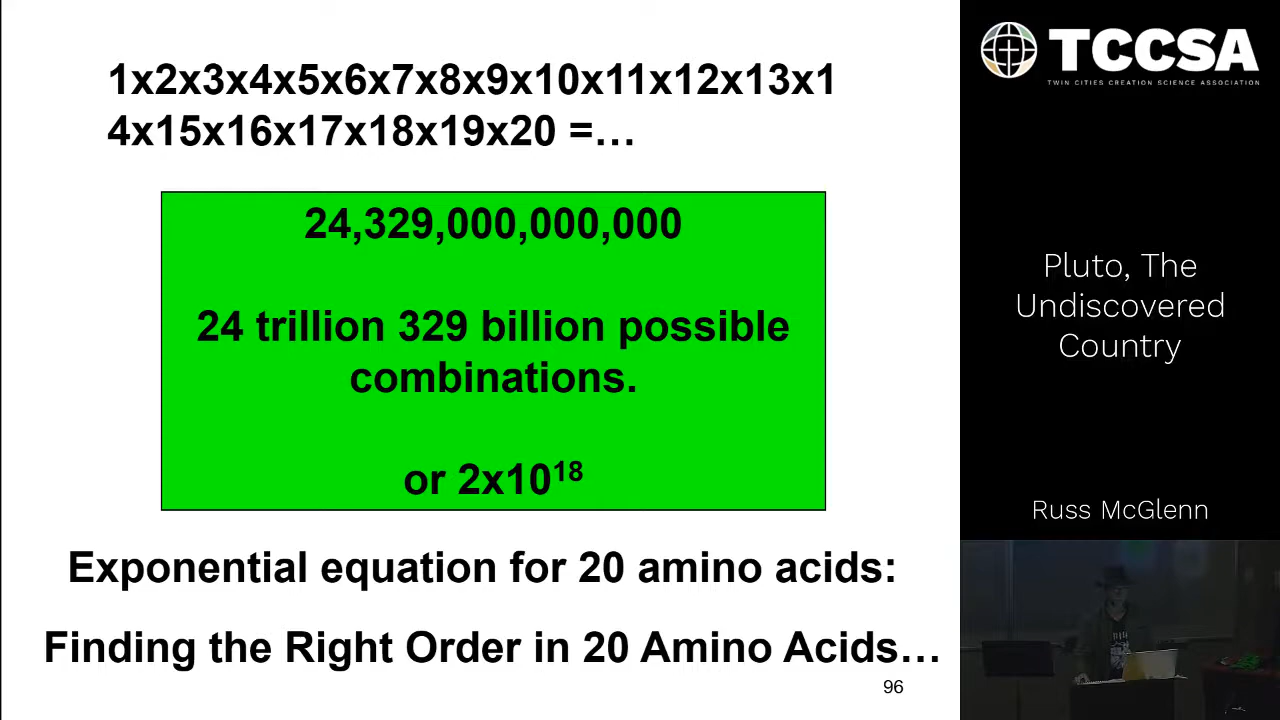 1x2x3x4x5x6x7x8x9x10x11x12x13x1
4x15x16x17x18x19x20 =…
24,329,000,000,000
24 trillion 329 billion possible
combinations.
or 2x10¹⁸
Exponential equation for 20 amino acids:
Finding the Right Order in 20 Amino Acids…
96
TCCSA
TWIN CITIES CREATION SCIENCE ASSOCIATION
Pluto, The
Undiscovered
Country
Russ McGlenn